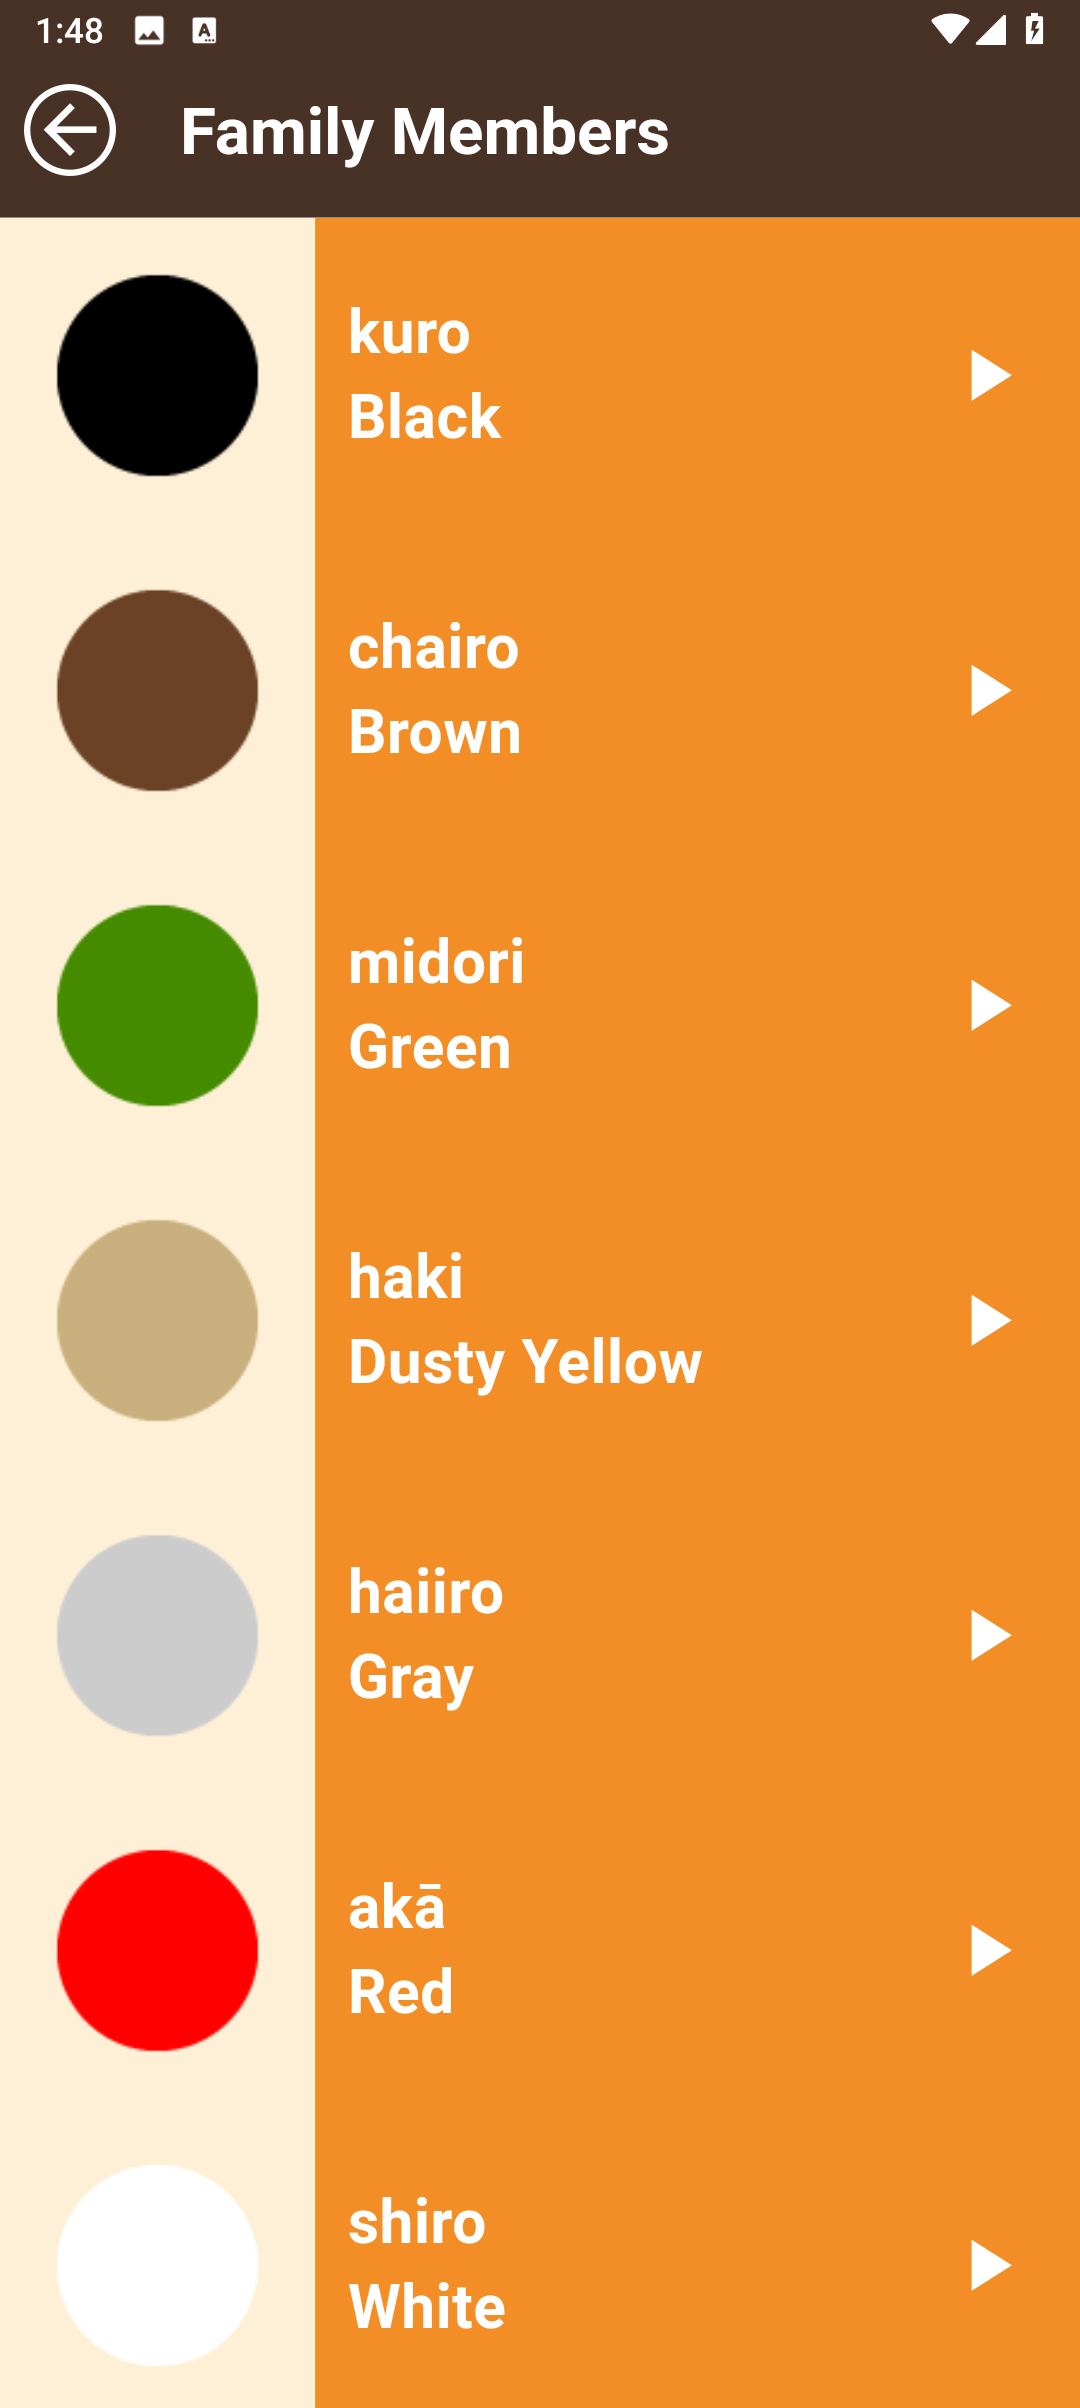 1:48
Family Members
kuro
Black
chairo
Brown
midori
Green
haki
Dusty Yellow
haiiro
Gray
akā
Red
shiro
White